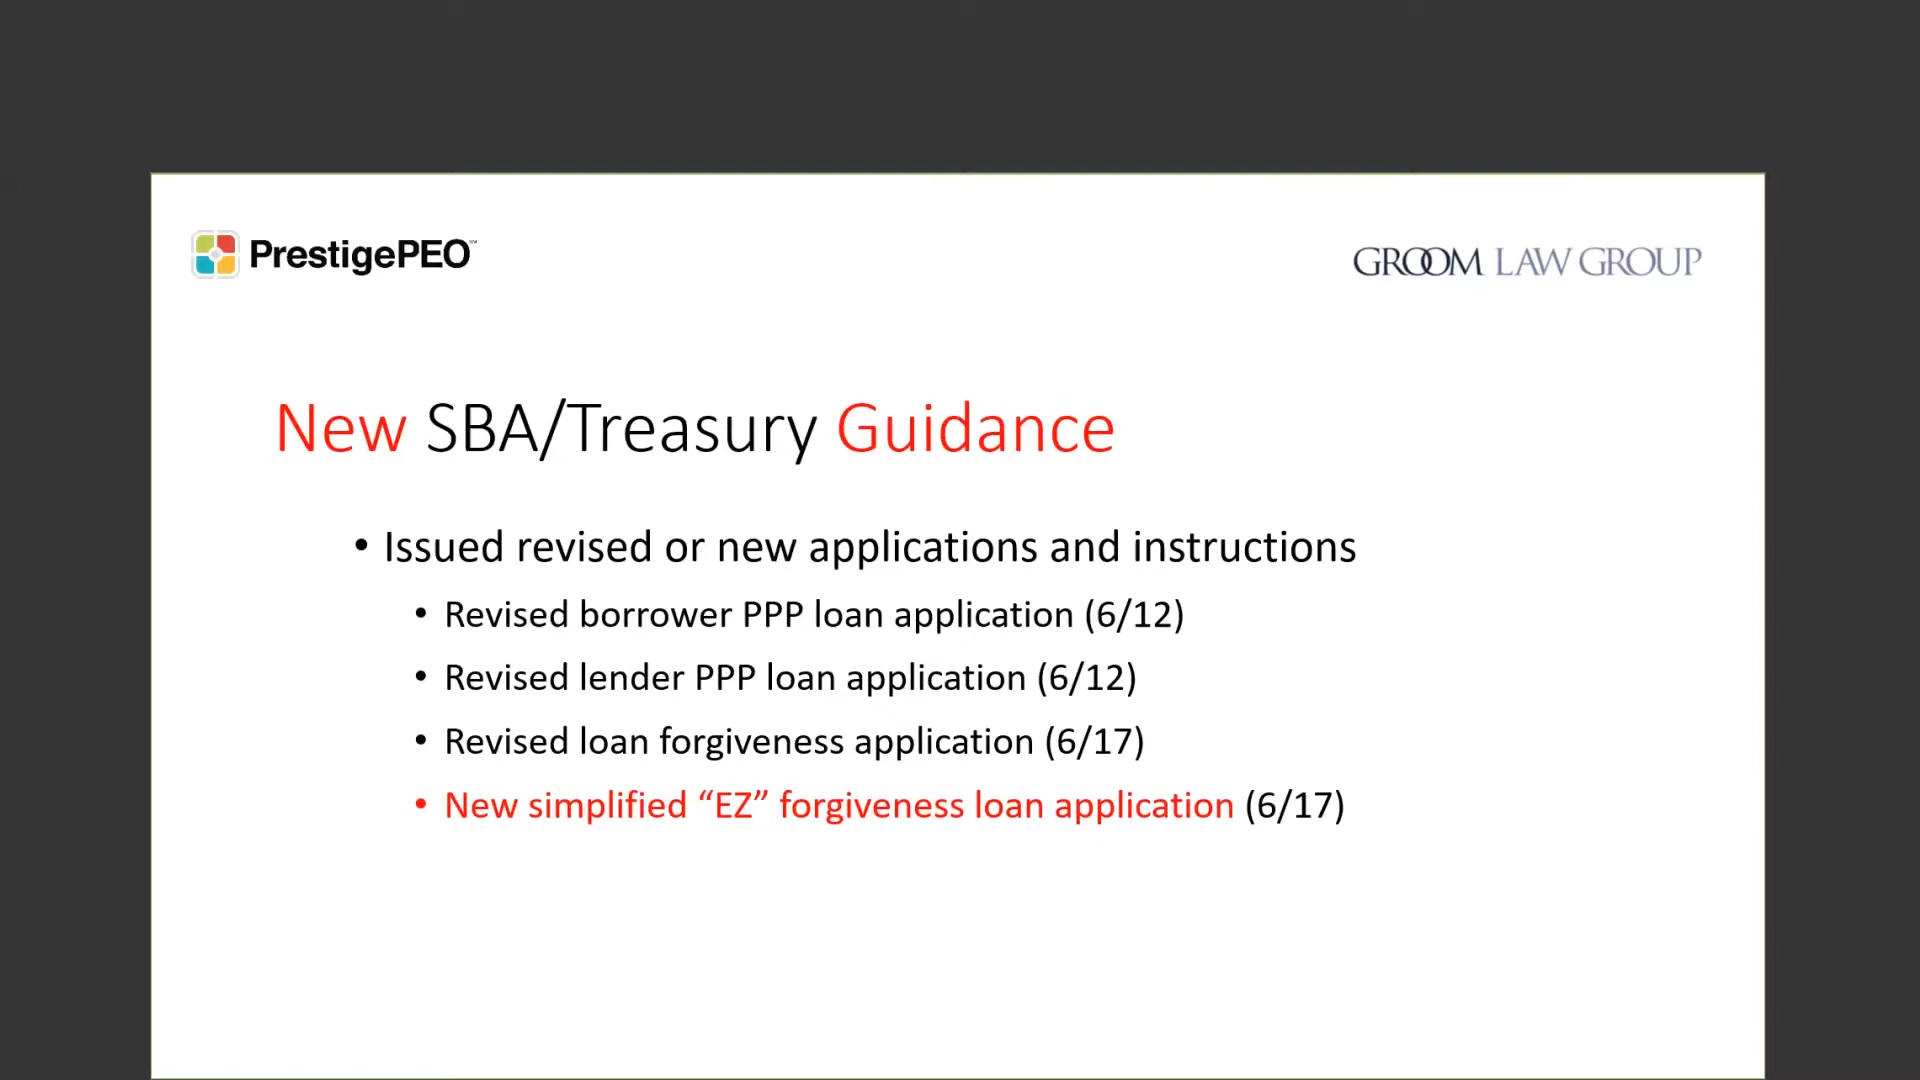 PrestigePEO™
GROOM LAW GROUP
New SBA/Treasury Guidance
• Issued revised or new applications and instructions
• Revised borrower PPP loan application (6/12)
• Revised lender PPP loan application (6/12)
• Revised loan forgiveness application (6/17)
• New simplified “EZ” forgiveness loan application (6/17)